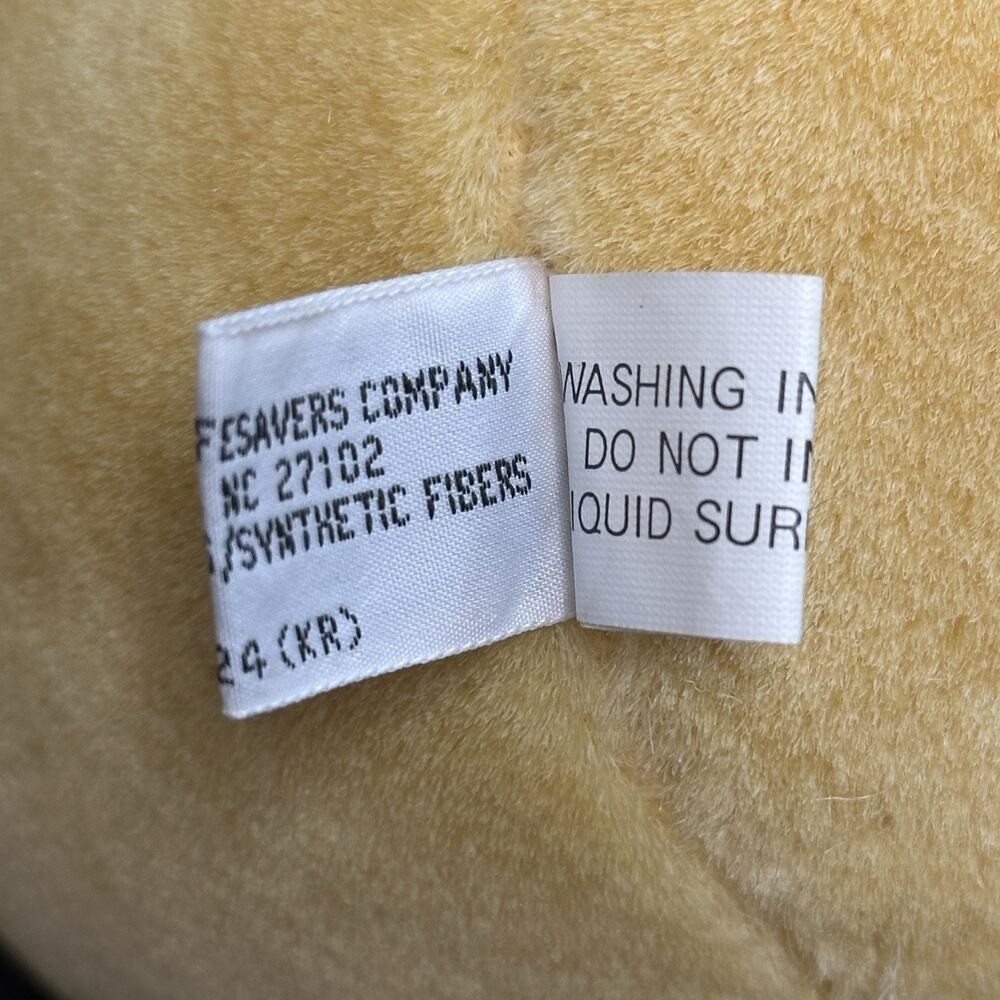 FESAVERS COMPANY
NC 27102
/SYNTHETIC FIBERS
24 (KR)
WASHING IN
DO NOT IN
IQUID SUR